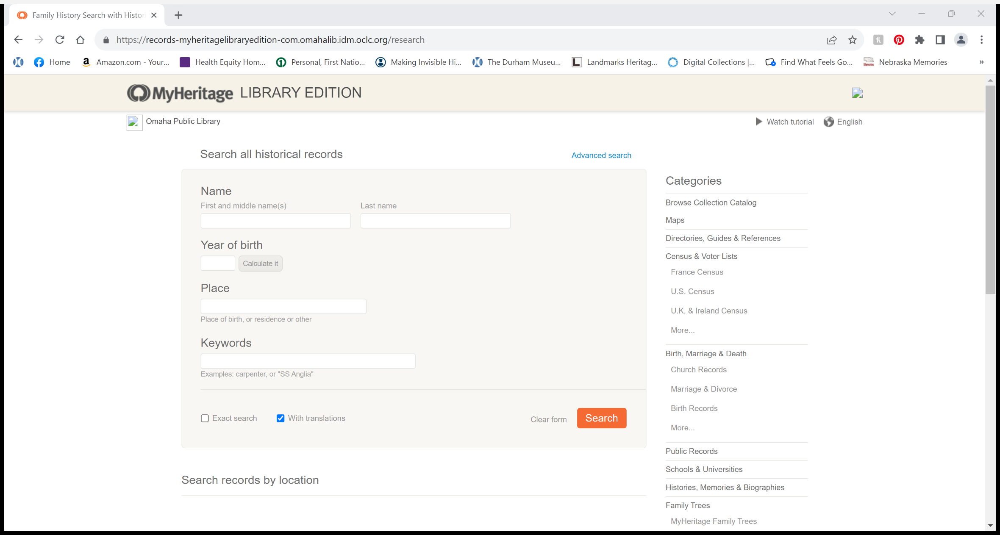 Family History Search with Histor
https://records-myheritagelibraryedition-com.omahalib.idm.oclc.org/research
Home
Amazon.com - Your...
Health Equity Hom...
Personal, First Natio...
Making Invisible Hi...
The Durham Museu...
Landmarks Heritag...
Digital Collections |...
Find What Feels Go...
Nebraska Memories
»
MyHeritage LIBRARY EDITION
Omaha Public Library
Watch tutorial
English
Search all historical records
Advanced search
Name
First and middle name(s)
Last name
Year of birth
Calculate it
Place
Place of birth, or residence or other
Keywords
Examples: carpenter, or "SS Anglia"
Exact search
With translations
Clear form
Search
Search records by location
Categories
Browse Collection Catalog
Maps
Directories, Guides & References
Census & Voter Lists
France Census
U.S. Census
U.K. & Ireland Census
More...
Birth, Marriage & Death
Church Records
Marriage & Divorce
Birth Records
More...
Public Records
Schools & Universities
Histories, Memories & Biographies
Family Trees
MyHeritage Family Trees